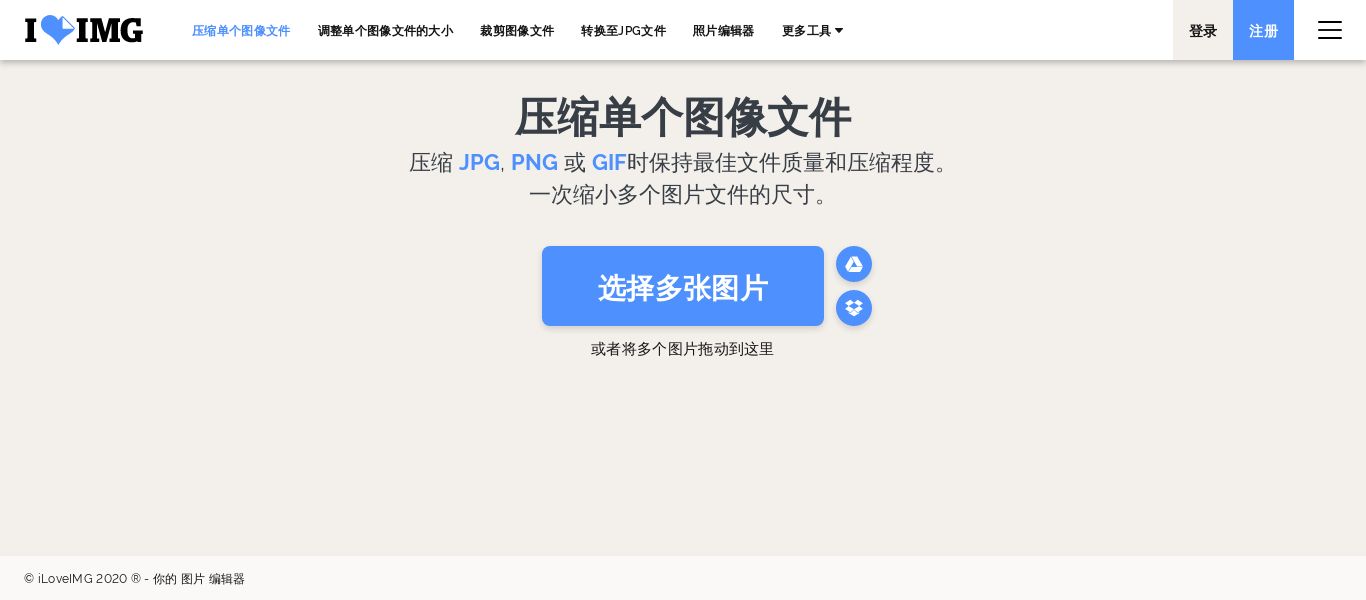 I IMG
压缩单个图像文件
调整单个图像文件的大小
裁剪图像文件
转换至JPG文件
照片编辑器
更多工具
登录
注册
压缩单个图像文件
压缩 JPG, PNG 或 GIF时保持最佳文件质量和压缩程度。
一次缩小多个图片文件的尺寸。
选择多张图片
或者将多个图片拖动到这里
© iLoveIMG 2020 ® - 你的 图片 编辑器